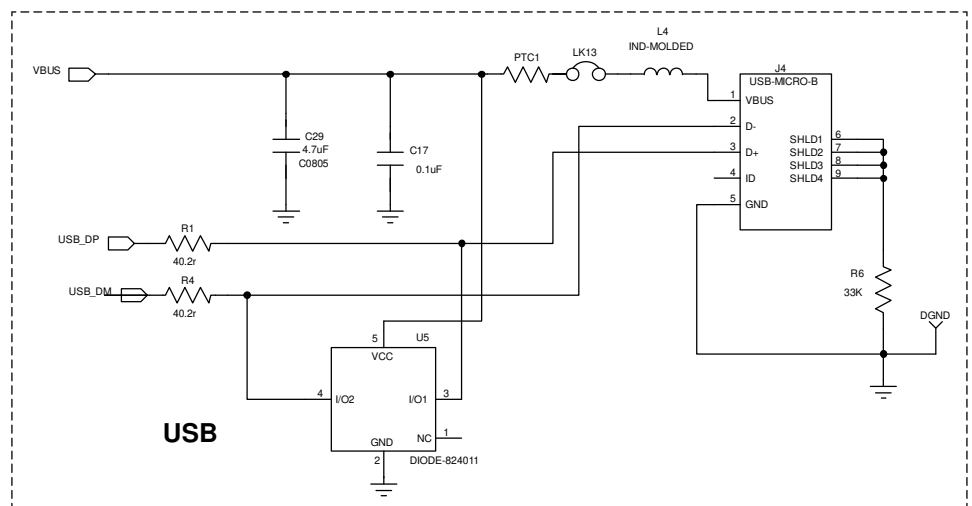 L4
IND-MOLDED
PTC1
LK13
J4
USB-MICRO-B
VBUS
1
VBUS
2
D-
3
D+
4
ID
5
GND
SHLD1
6
SHLD2
7
SHLD3
8
SHLD4
9
C29
4.7uF
C0805
C17
0.1uF
USB_DP
R1
40.2r
USB_DM
R4
40.2r
R6
33K
DGND
5
U5
VCC
4
I/O2
I/O1
3
NC
1
GND
2
DIODE-824011
USB